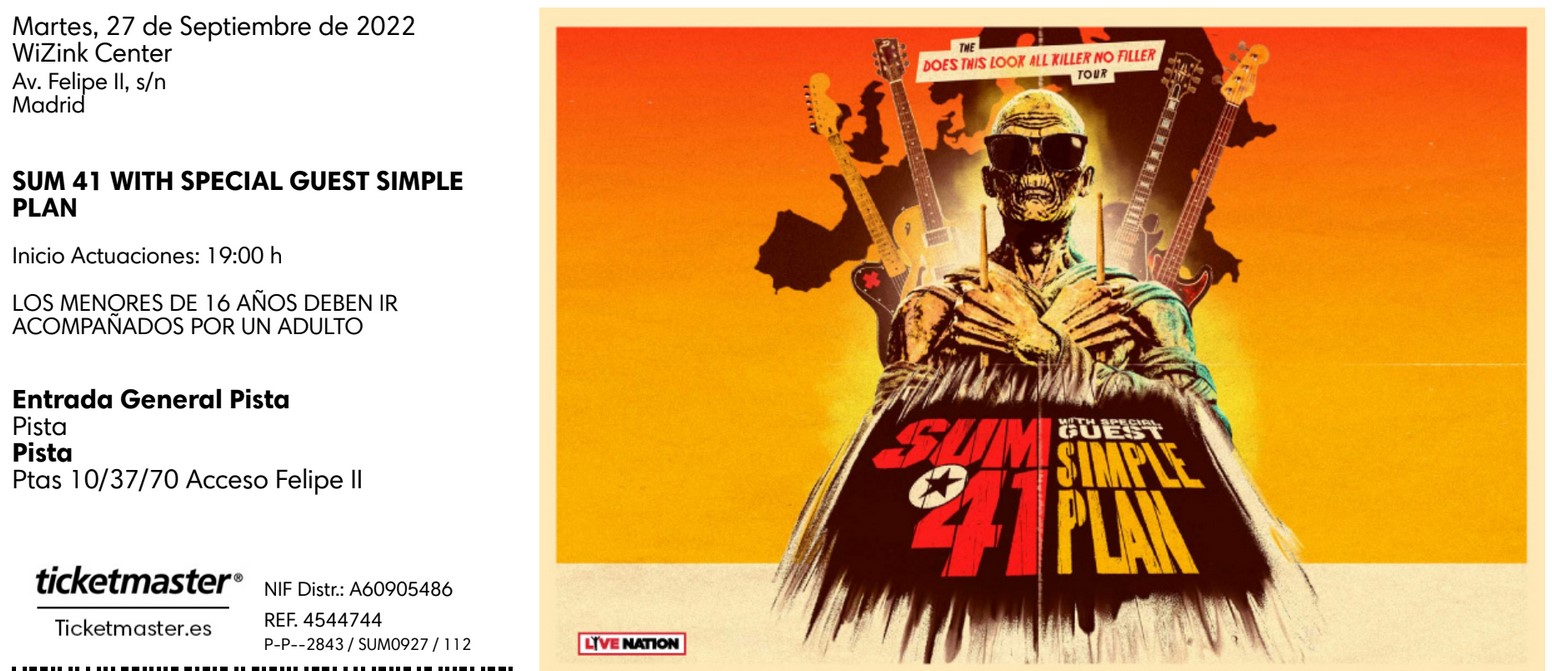 Martes, 27 de Septiembre de 2022
WiZink Center
Av. Felipe II, s/n
Madrid
SUM 41 WITH SPECIAL GUEST SIMPLE
PLAN
Inicio Actuaciones: 19:00 h
LOS MENORES DE 16 AÑOS DEBEN IR
ACOMPAÑADOS POR UN ADULTO
Entrada General Pista
Pista
Pista
Ptas 10/37/70 Acceso Felipe II
ticketmaster®
Ticketmaster.es
NIF Distr.: A60905486
REF. 4544744
P-P--2843 / SUM0927 / 112
THE
DOES THIS LOOK ALL KILLER NO FILLER
TOUR
SUM
41
WITH SPECIAL
GUEST
SIMPLE
PLAN
LIVE NATION